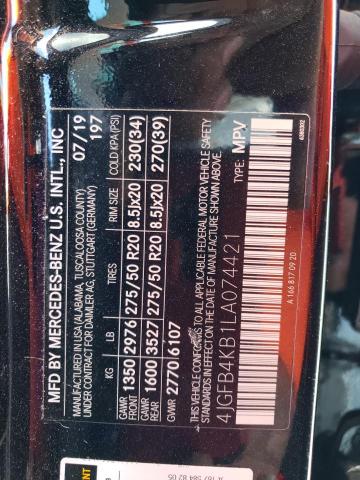 MFD BY MERCEDES-BENZ U.S. INTL., INC
MANUFACTURED IN USA (ALABAMA, TUSCALOOSA COUNTY) 07/19
UNDER CONTRACT FOR DAIMLER AG, STUTTGART (GERMANY) 197
KG LB TIRES RIM SIZE COLD KPA (PSI)
GAWR FRONT 1350 2976 275/50 R20 8.5Jx20 230(34)
GAWR REAR 1600 3527 275/50 R20 8.5Jx20 270(39)
GVWR 2770 6107
THIS VEHICLE CONFORMS TO ALL APPLICABLE FEDERAL MOTOR VEHICLE SAFETY
STANDARDS IN EFFECT ON THE DATE OF MANUFACTURE SHOWN ABOVE.
4JGFB4KB1LA074421 TYPE: MPV
A 166 817 09 20
A 167 584 82 05